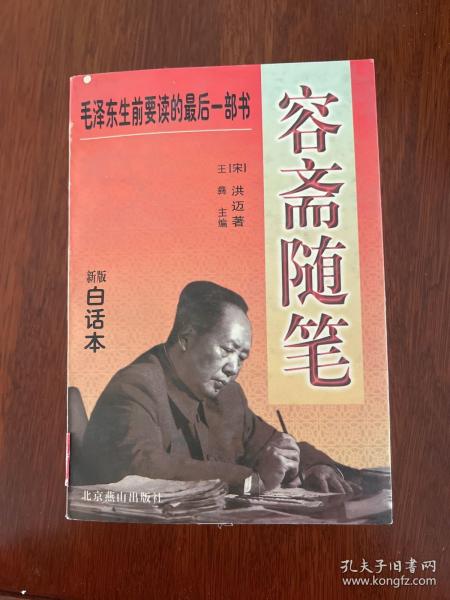 毛泽东生前要读的最后一部书
容斋随笔
[宋]洪迈著
王彝主编
新版
白话本
北京燕山出版社
孔夫子旧书网
www.kongfz.com